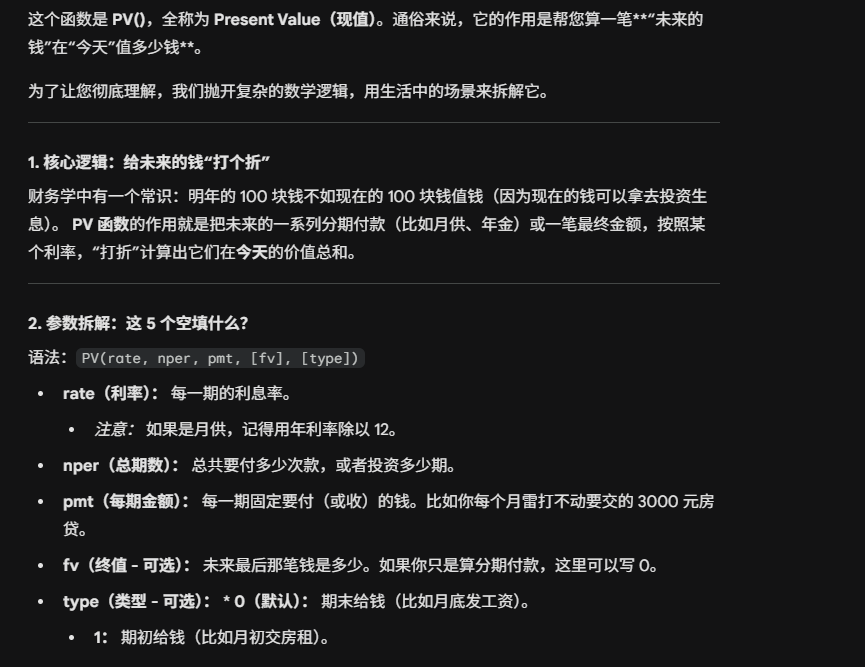 这个函数是 PV()，全称为 Present Value（现值）。通俗来说，它的作用是帮您算一笔**“未来的
钱”在“今天”值多少钱**。
为了让您彻底理解，我们抛开复杂的数学逻辑，用生活中的场景来拆解它。
1. 核心逻辑：给未来的钱“打个折”
财务学中有一个常识：明年的 100 块钱不如现在的 100 块钱值钱（因为现在的钱可以拿去投资生
息）。 PV 函数的作用就是把未来的一系列分期付款（比如月供、年金）或一笔最终金额，按照某
个利率，“打折”计算出它们在今天的价值总和。
2. 参数拆解：这 5 个空填什么？
语法： PV(rate, nper, pmt, [fv], [type])
• rate（利率）： 每一期的利息率。
• 注意： 如果是月供，记得用年利率除以 12。
• nper（总期数）： 总共要付多少次款，或者投资多少期。
• pmt（每期金额）： 每一期固定要付（或收）的钱。比如你每个月雷打不动要交的 3000 元房
贷。
• fv（终值 - 可选）： 未来最后那笔钱是多少。如果你只是算分期付款，这里可以写 0。
• type（类型 - 可选）： * 0（默认）： 期末给钱（比如月底发工资）。
• 1： 期初给钱（比如月初交房租）。